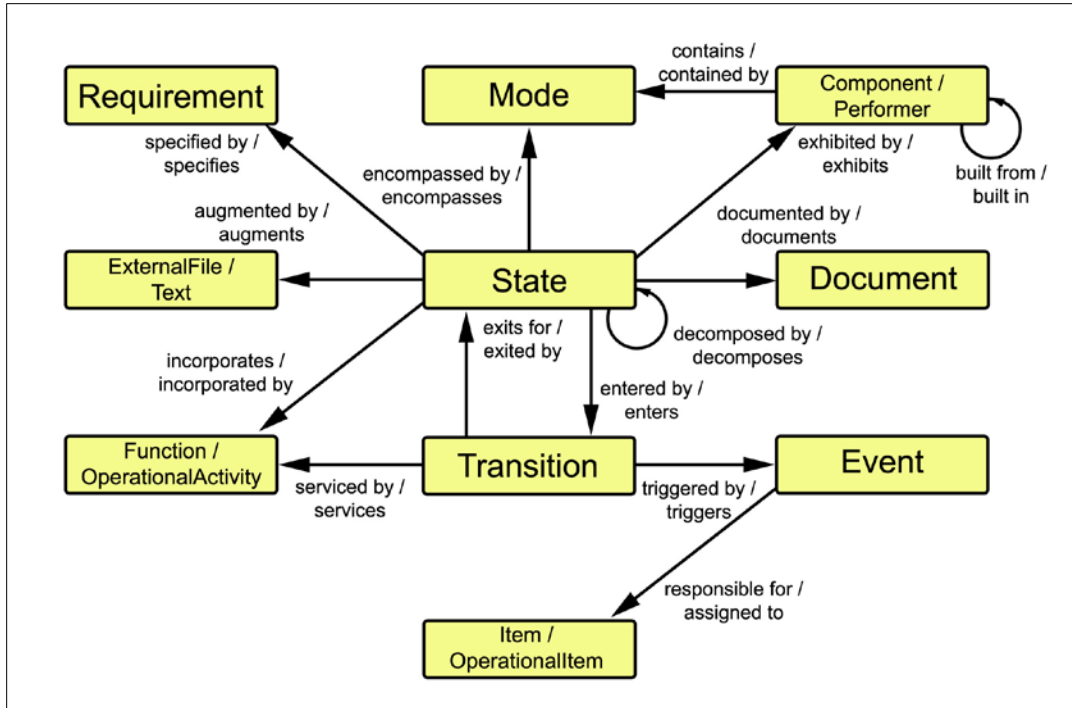 contains /
contained by
Requirement
Mode
Component /
Performer
specified by /
specifies
encompassed by /
encompasses
exhibited by /
exhibits
built from /
built in
augmented by /
augments
documented by /
documents
ExternalFile /
Text
State
Document
exits for /
exited by
decomposed by /
decomposes
incorporates /
incorporated by
entered by /
enters
Function /
OperationalActivity
Transition
Event
serviced by /
services
triggered by /
triggers
responsible for /
assigned to
Item /
OperationalItem